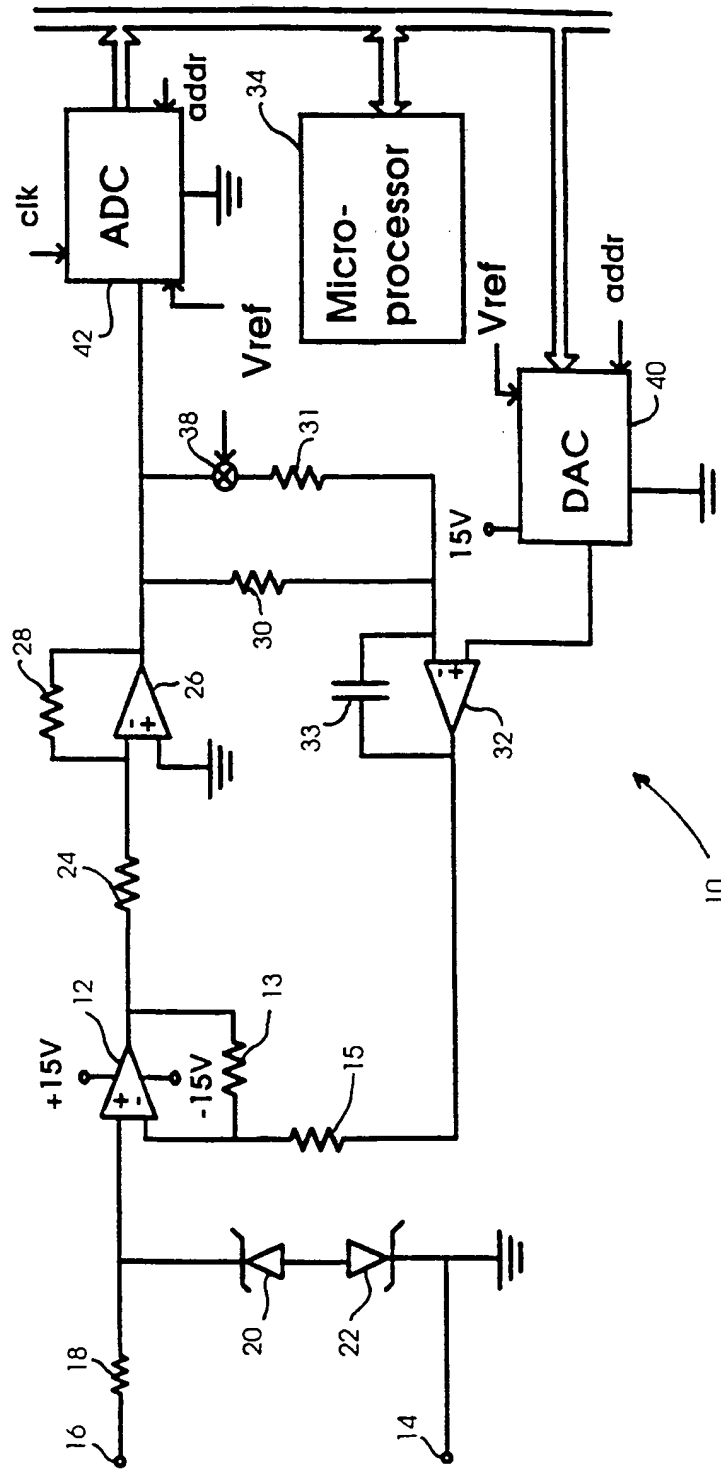 16
18
20
22
14
+15V
12
-15V
13
15
+
-
24
28
26
-
+
30
33
32
-
+
38
31
Vref
42
clk
ADC
addr
Vref
34
Micro-
processor
15V
DAC
Vref
addr
40
10